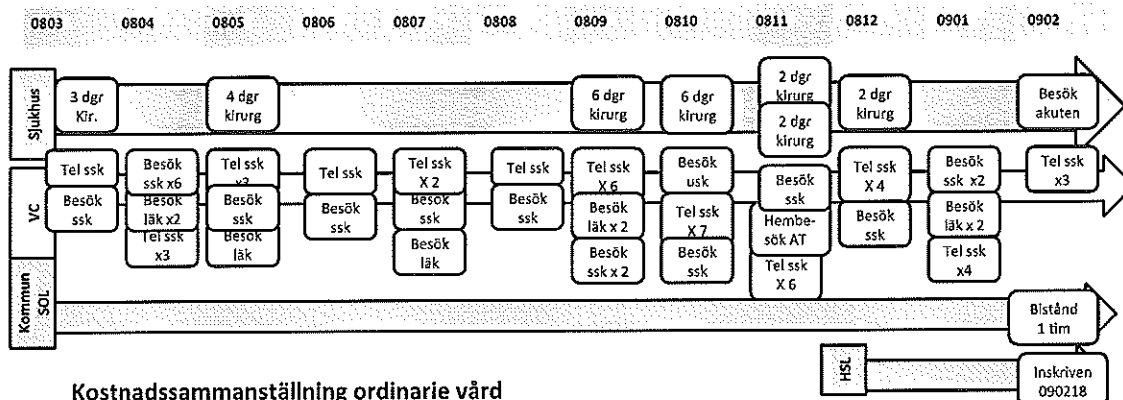 0803 0804 0805 0806 0807 0808 0809 0810 0811 0812 0901 0902
Sjukhus
3 dgr
Kir.
4 dgr
kirurg
6 dgr
kirurg
6 dgr
kirurg
2 dgr
kirurg
2 dgr
kirurg
2 dgr
kirurg
Besök
akuten
VC
Tel ssk
Besök
ssk
Besök
ssk x6
Besök
läk x2
Tel ssk
x3
Tel ssk
x3
Besök
ssk
Besök
läk
Tel ssk
Besök
ssk
Tel ssk
X 2
Besök
ssk
Besök
läk
Tel ssk
Besök
ssk
Tel ssk
X 6
Besök
läk x 2
Besök
ssk x 2
Besök
usk
Tel ssk
X 7
Besök
ssk
Besök
ssk
Hembe-
sök AT
Tel ssk
X 6
Tel ssk
X 4
Besök
ssk
Besök
ssk x2
Besök
läk x 2
Tel ssk
x4
Tel ssk
x3
Kommun
SOL
Bistånd
1 tim
HSL
Inskriven
090218
Kostnadssammanställning ordinarie vård